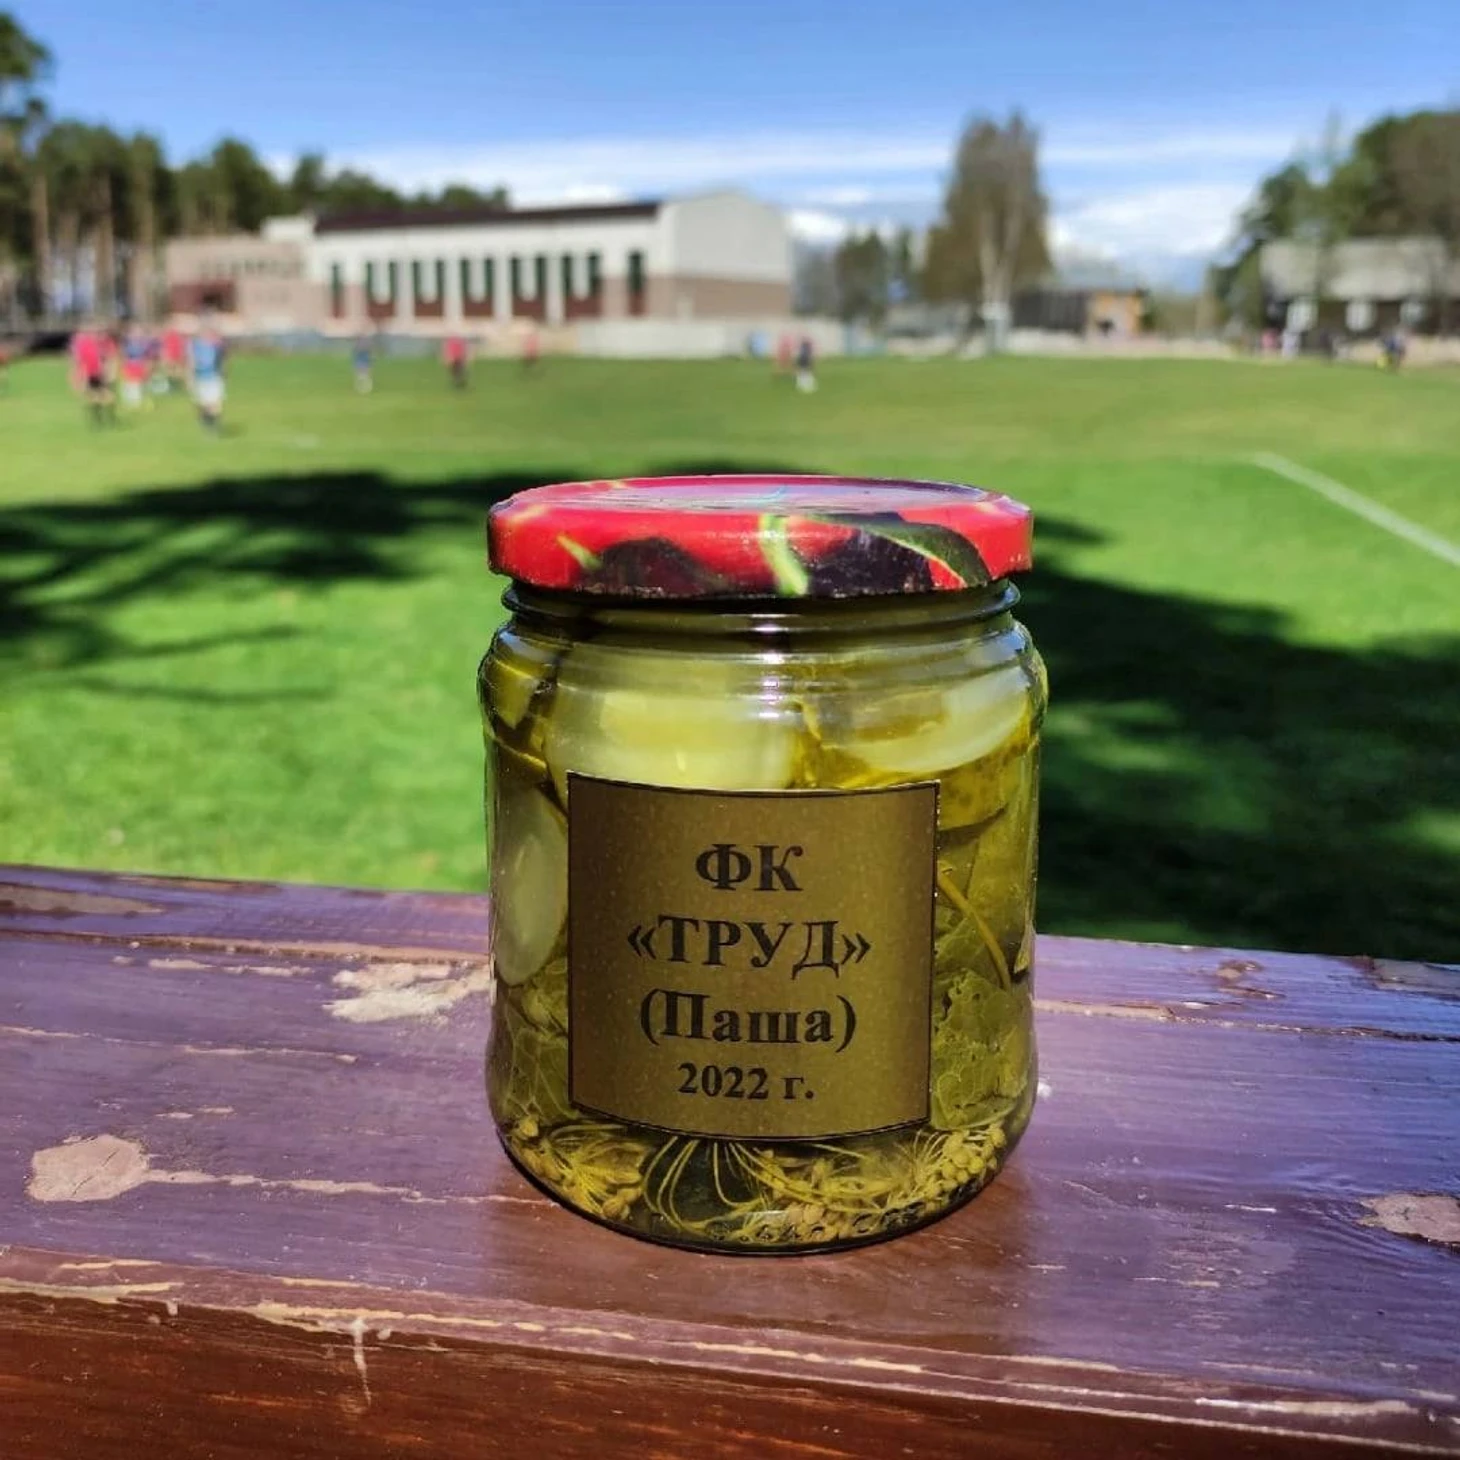 ФК
«ТРУД»
(Паша)
2022 г.